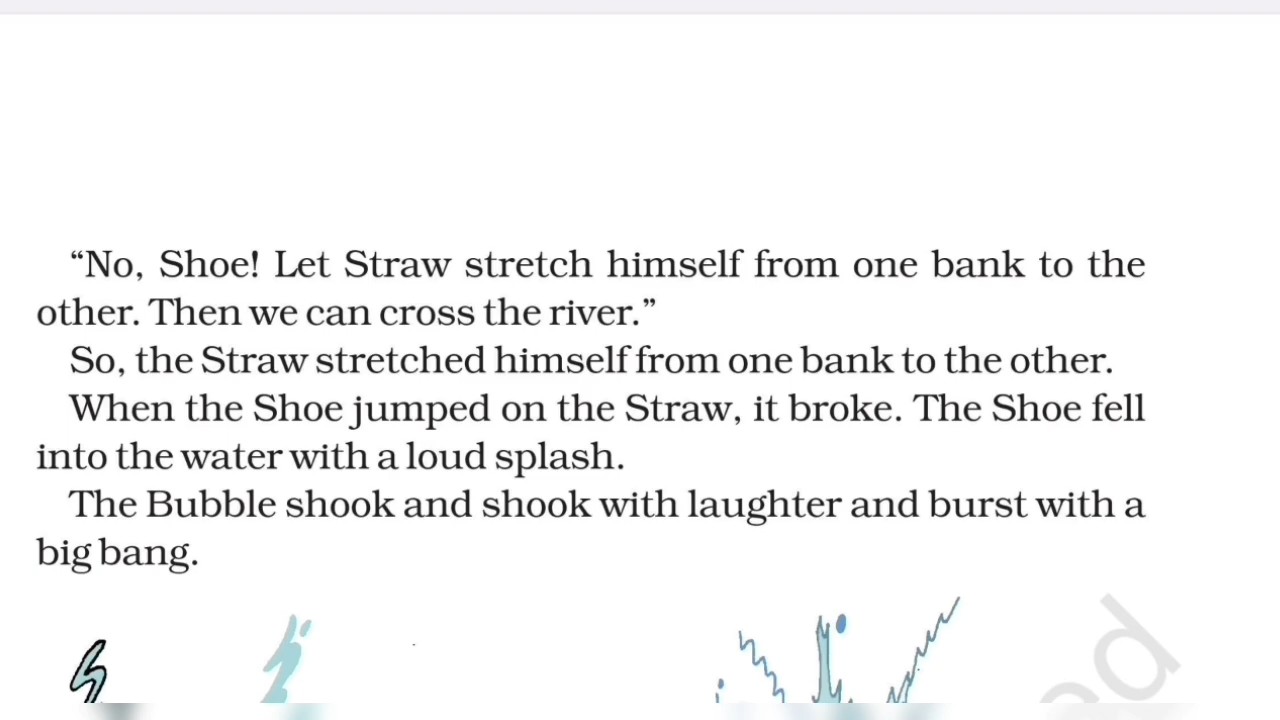 “No, Shoe! Let Straw stretch himself from one bank to the
other. Then we can cross the river.”
So, the Straw stretched himself from one bank to the other.
When the Shoe jumped on the Straw, it broke. The Shoe fell
into the water with a loud splash.
The Bubble shook and shook with laughter and burst with a
big bang.